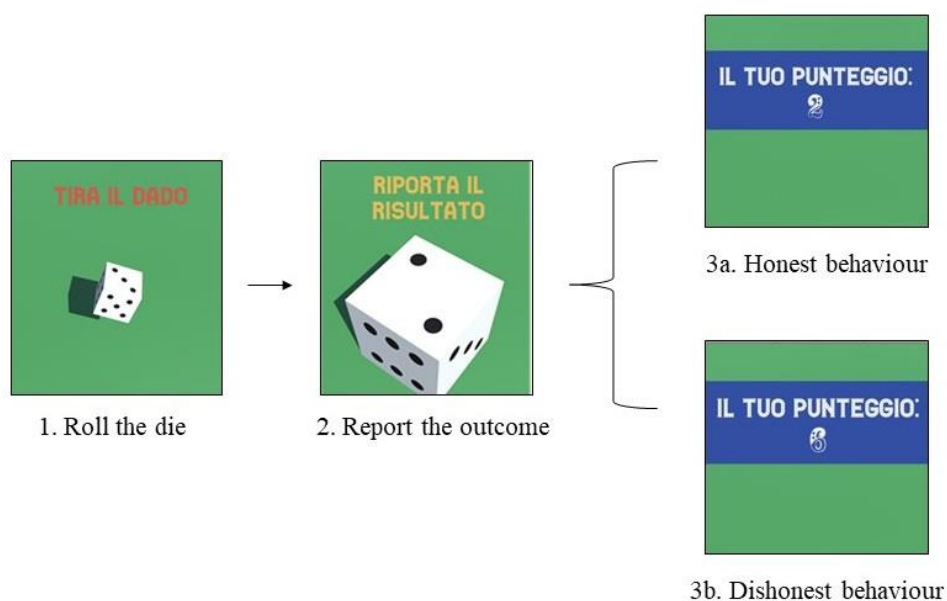 TIRA IL DADO
1. Roll the die
RIPORTA IL
RISULTATO
2. Report the outcome
IL TUO PUNTEGGIO:
2
3a. Honest behaviour
IL TUO PUNTEGGIO:
6
3b. Dishonest behaviour